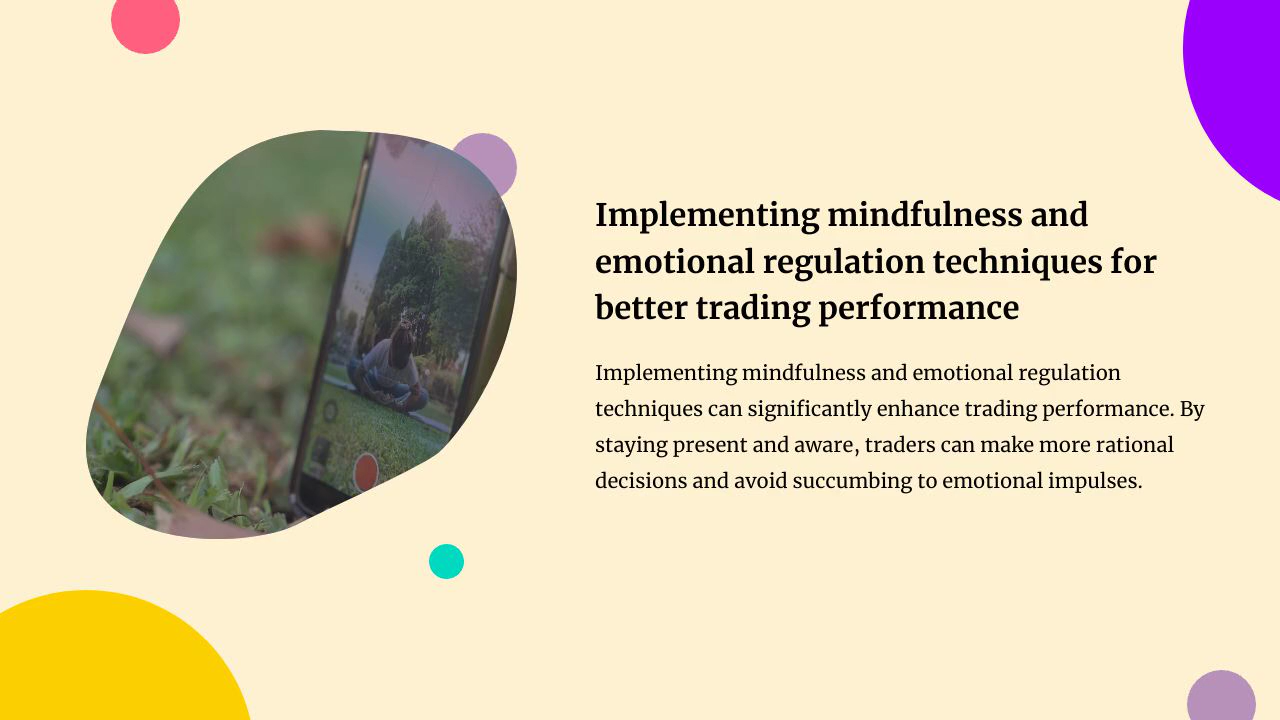 Implementing mindfulness and
emotional regulation techniques for
better trading performance
Implementing mindfulness and emotional regulation
techniques can significantly enhance trading performance. By
staying present and aware, traders can make more rational
decisions and avoid succumbing to emotional impulses.